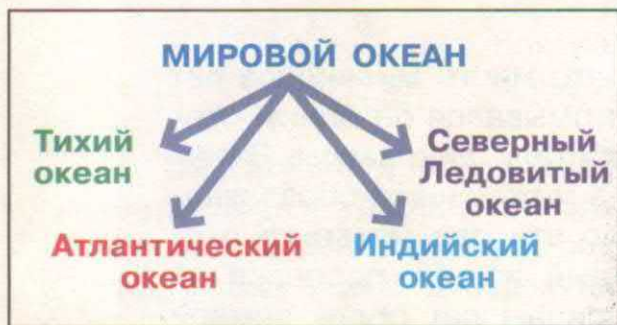 МИРОВОЙ ОКЕАН
Тихий
океан
Северный
Ледовитый
океан
Атлантический
океан
Индийский
океан